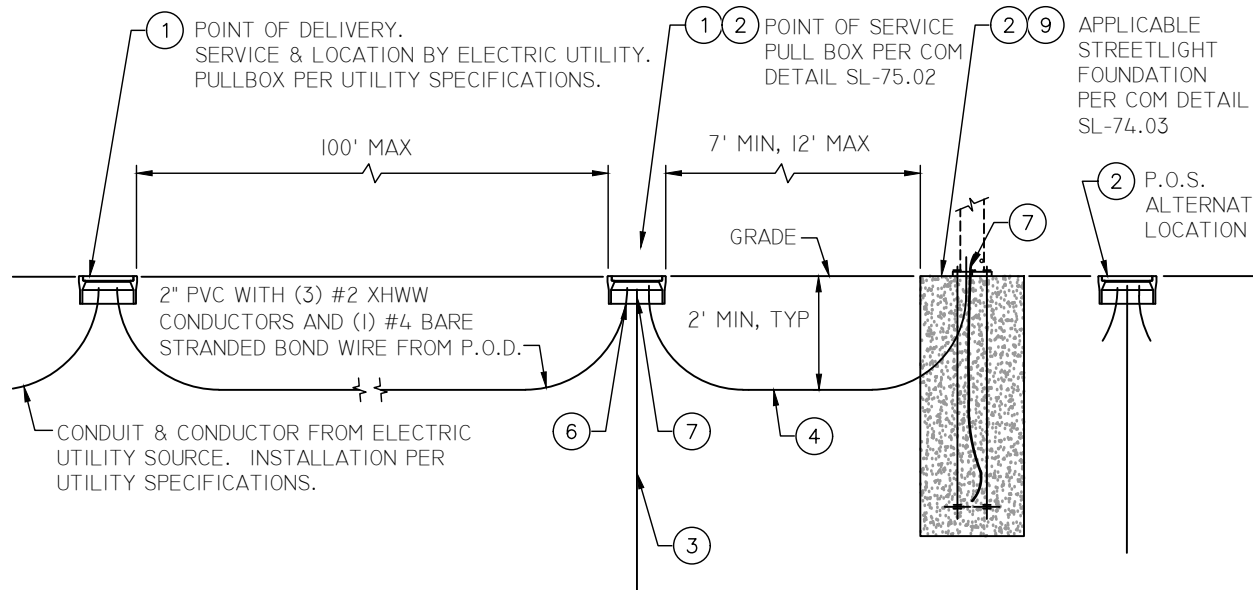 1 POINT OF DELIVERY.
SERVICE & LOCATION BY ELECTRIC UTILITY.
PULLBOX PER UTILITY SPECIFICATIONS.
1 2 POINT OF SERVICE
PULL BOX PER COM
DETAIL SL-75.02
2 9 APPLICABLE
STREETLIGHT
FOUNDATION
PER COM DETAIL
SL-74.03
100' MAX
7' MIN, 12' MAX
2 P.O.S.
ALTERNAT
LOCATION
7
GRADE
2" PVC WITH (3) #2 XHWW
CONDUCTORS AND (1) #4 BARE
STRANDED BOND WIRE FROM P.O.D.
2' MIN, TYP
CONDUIT & CONDUCTOR FROM ELECTRIC
UTILITY SOURCE. INSTALLATION PER
UTILITY SPECIFICATIONS.
6
7
4
3